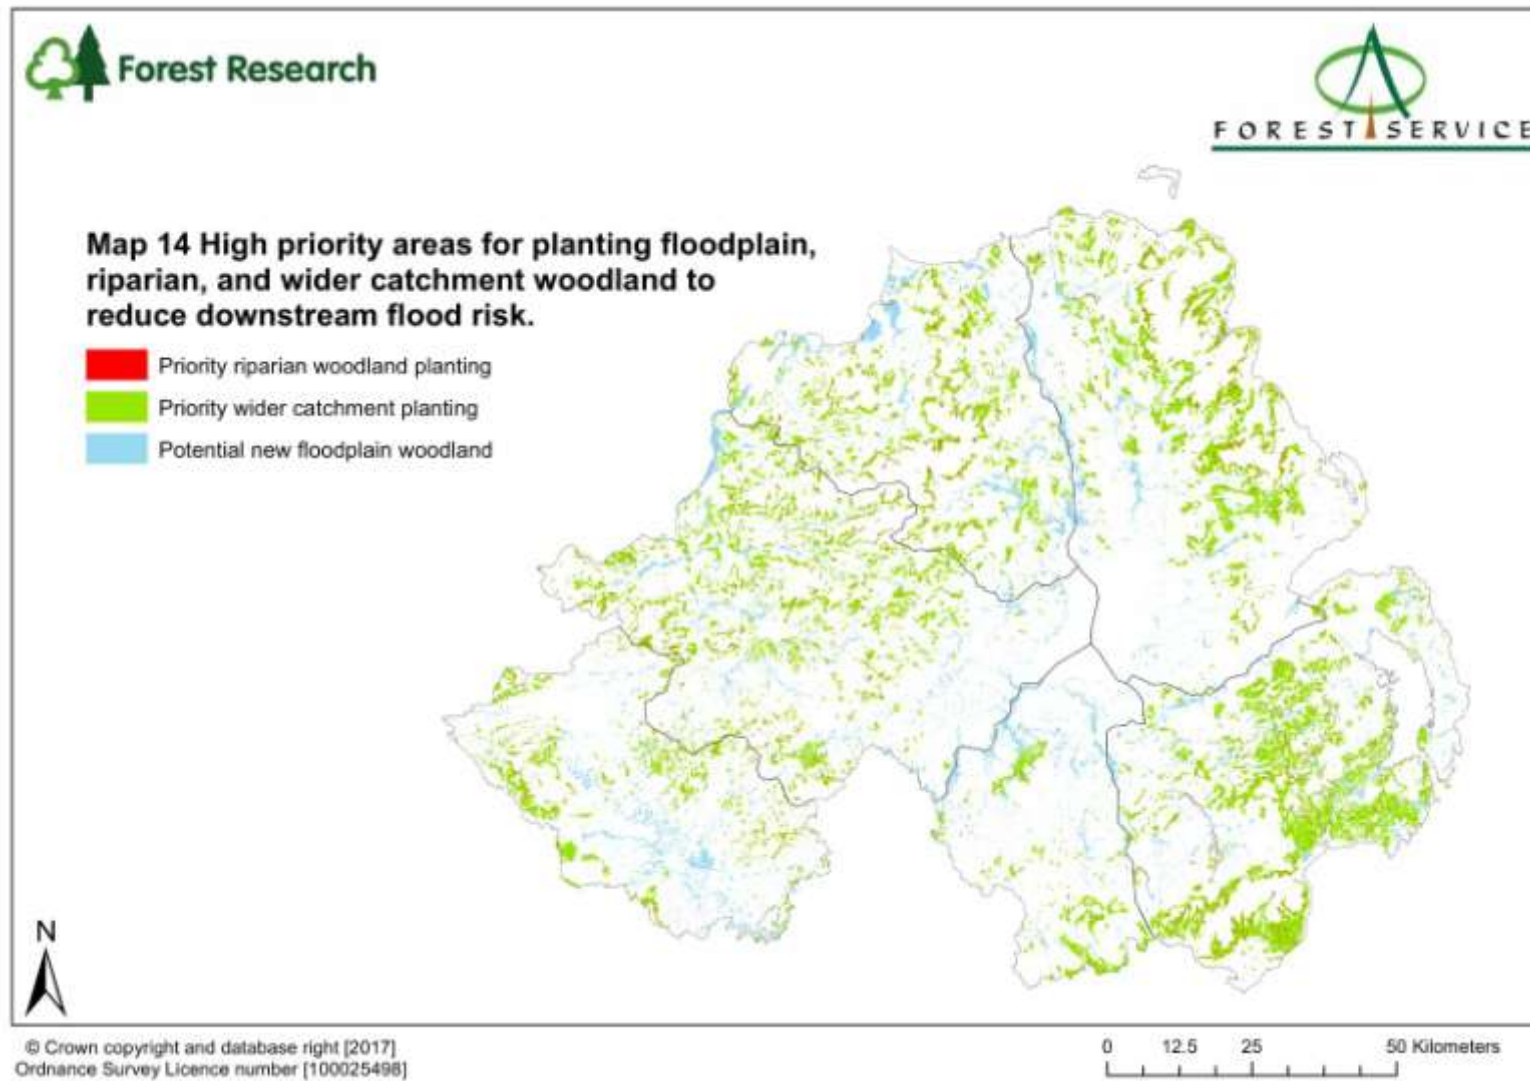 Forest Research
FOREST SERVICE
Map 14 High priority areas for planting floodplain,
riparian, and wider catchment woodland to
reduce downstream flood risk.
Priority riparian woodland planting
Priority wider catchment planting
Potential new floodplain woodland
N
© Crown copyright and database right [2017]
Ordnance Survey Licence number [100025498]
0 12.5 25 50 Kilometers